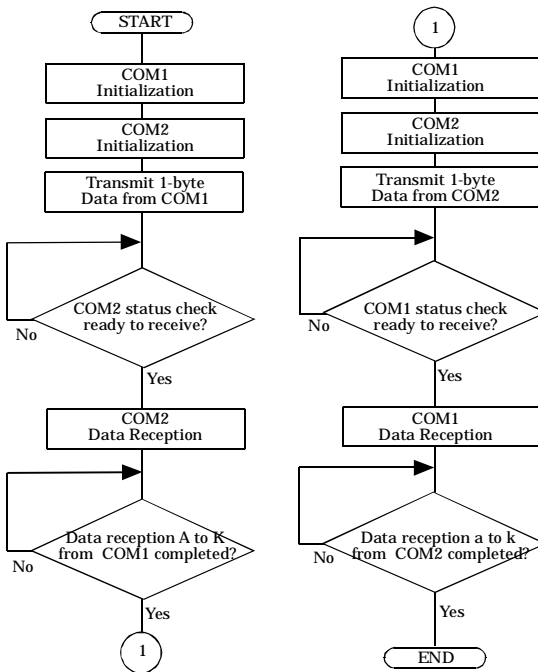 START
COM1
Initialization
COM2
Initialization
Transmit 1-byte
Data from COM1
COM2 status check
ready to receive?
No
Yes
COM2
Data Reception
Data reception A to K
from COM1 completed?
No
Yes
1
1
COM1
Initialization
COM2
Initialization
Transmit 1-byte
Data from COM2
COM1 status check
ready to receive?
No
Yes
COM1
Data Reception
Data reception a to k
from COM2 completed?
No
Yes
END